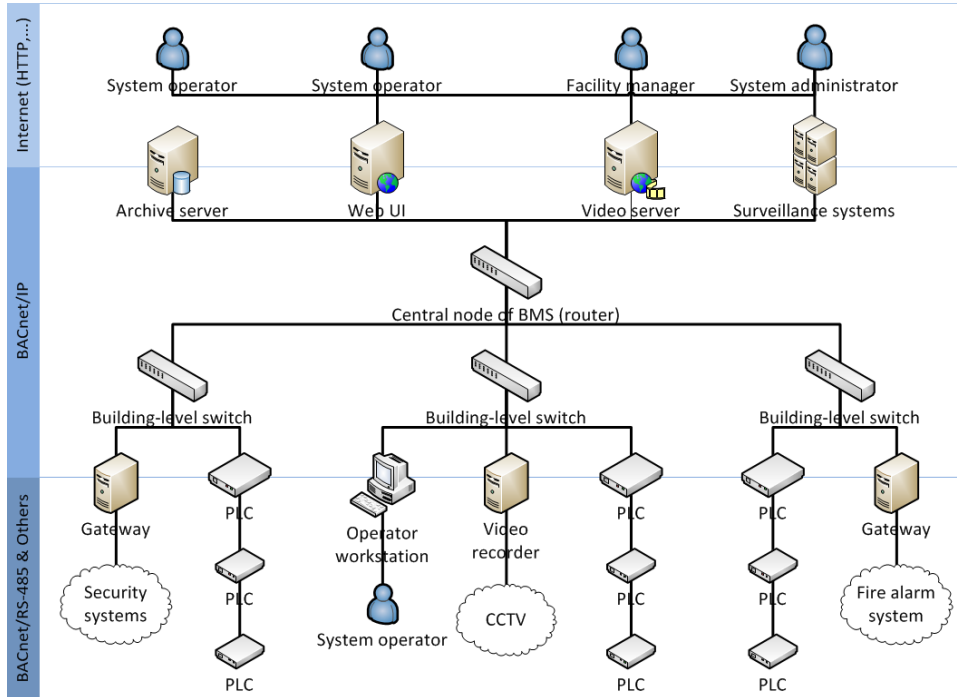 Internet (HTTP,...)
System operator
System operator
Facility manager
System administrator
Archive server
Web UI
Video server
Surveillance systems
BACnet/IP
Central node of BMS (router)
Building-level switch
Building-level switch
Building-level switch
BACnet/RS-485 & Others
Gateway
PLC
Operator
workstation
Video
recorder
PLC
PLC
Gateway
Security
systems
PLC
System operator
CCTV
PLC
PLC
Fire alarm
system
PLC
PLC
PLC